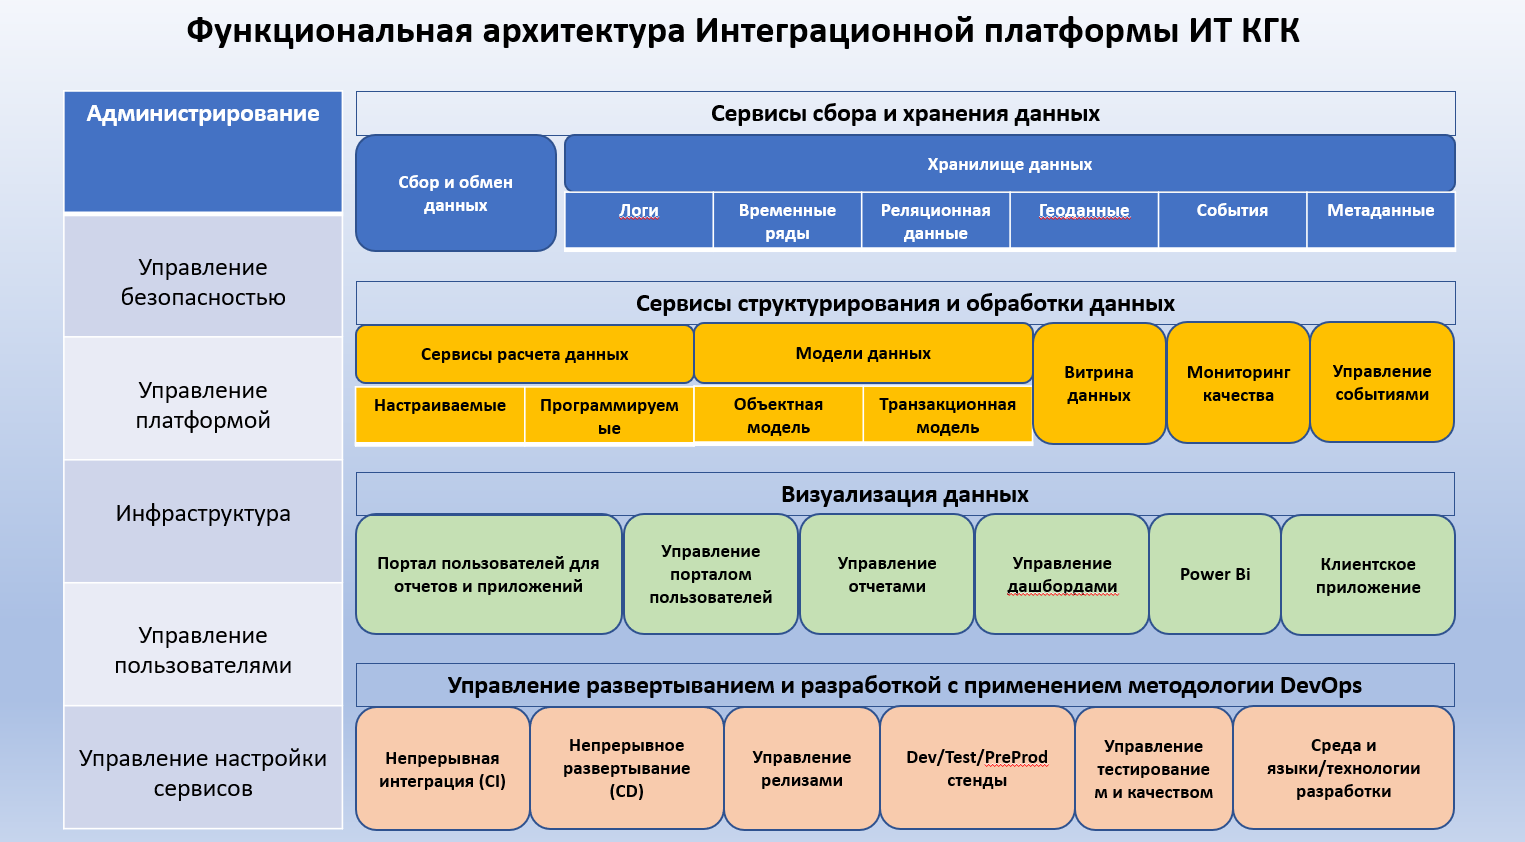 Функциональная архитектура Интеграционной платформы ИТ КГК
Администрирование
Управление
безопасностью
Управление
платформой
Инфраструктура
Управление
пользователями
Управление настройки
сервисов
Сервисы сбора и хранения данных
Сбор и обмен
данных
Хранилище данных
Логи
Временные
ряды
Реляционная
данные
Геоданные
События
Метаданные
Сервисы структурирования и обработки данных
Сервисы расчета данных
Настраиваемые
Программируем
ые
Модели данных
Объектная
модель
Транзакционная
модель
Витрина
данных
Мониторинг
качества
Управление
событиями
Визуализация данных
Портал пользователей для
отчетов и приложений
Управление
порталом
пользователей
Управление
отчетами
Управление
дашбордами
Power Bi
Клиентское
приложение
Управление развертыванием и разработкой с применением методологии DevOps
Непрерывная
интеграция (CI)
Непрерывное
развертывание
(CD)
Управление
релизами
Dev/Test/PreProd
стенды
Управление
тестирование
м и качеством
Среда и
языки/технологии
разработки